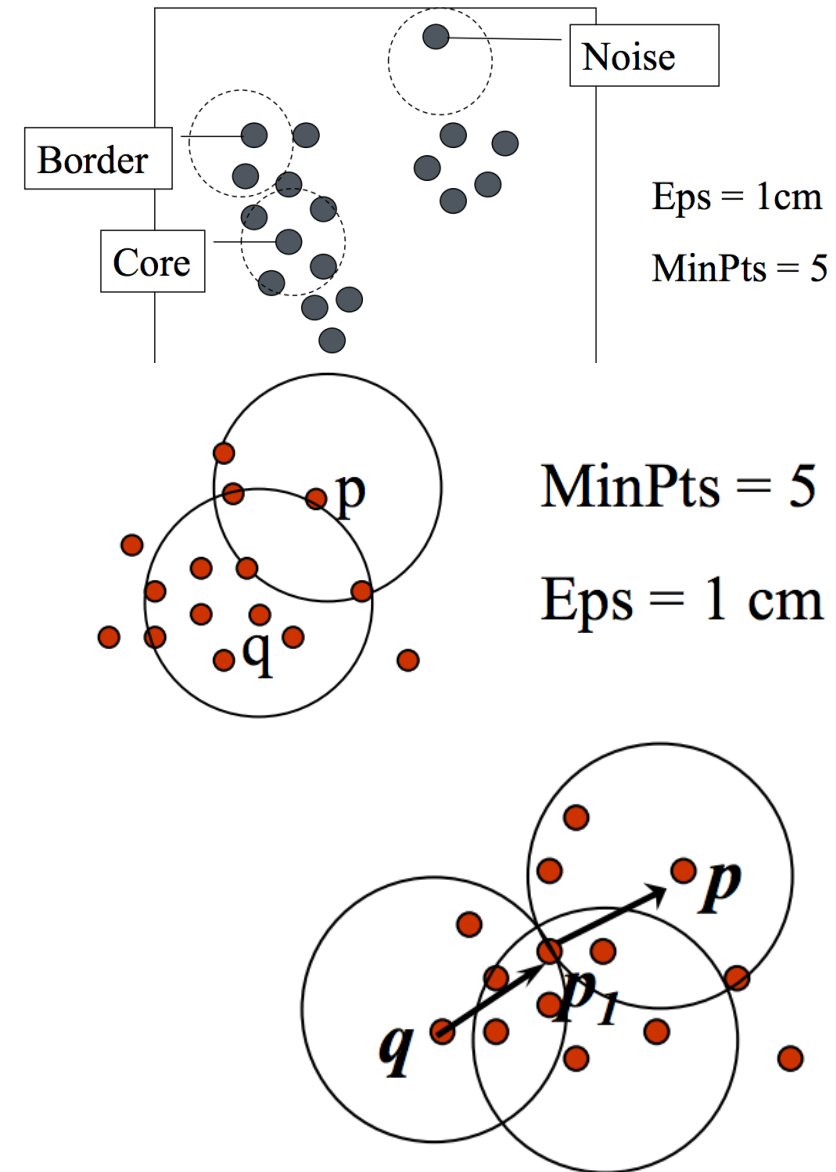 Noise
Border
Core
Eps = 1cm
MinPts = 5
p
q
MinPts = 5
Eps = 1 cm
p
p1
q